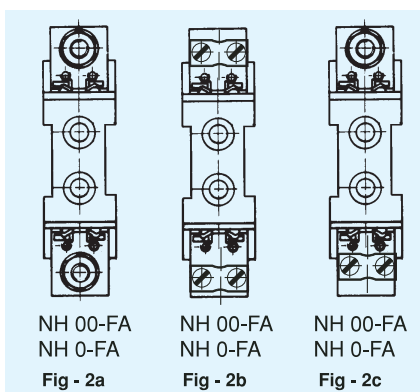 NH 00-FA NH 00-FA NH 00-FA
NH 0-FA NH 0-FA NH 0-FA
Fig - 2a Fig - 2b Fig - 2c